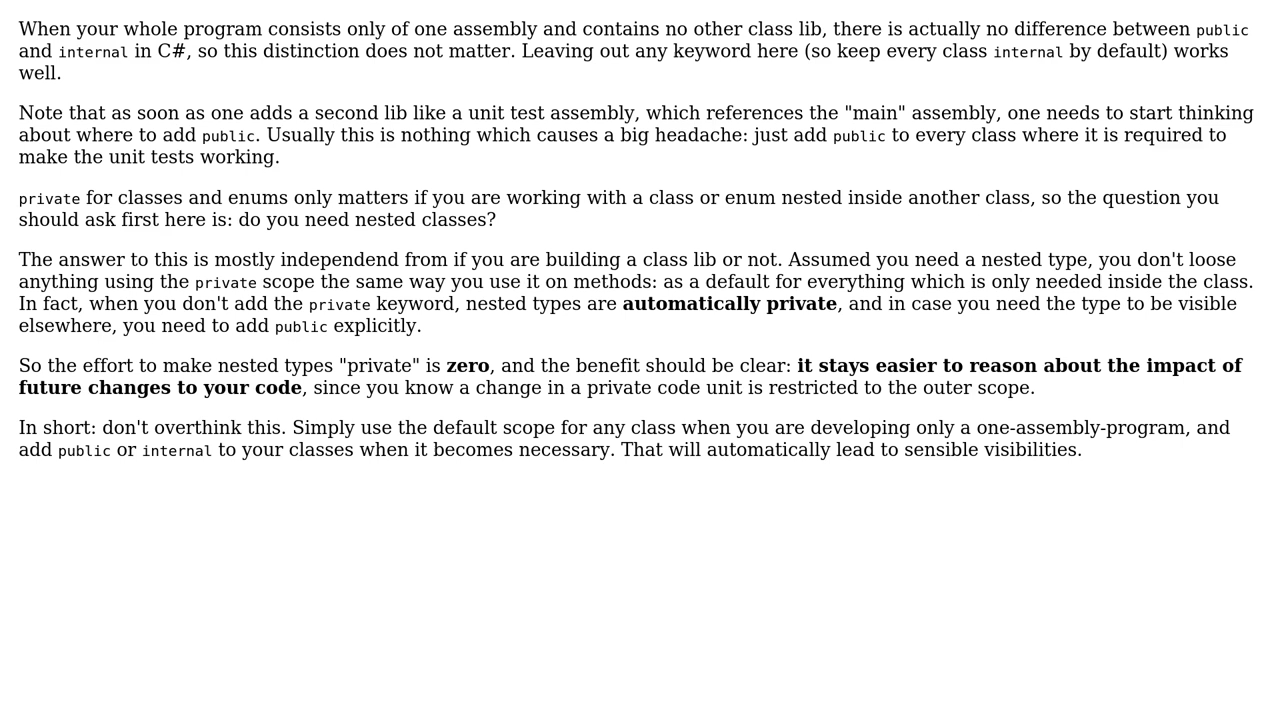 When your whole program consists only of one assembly and contains no other class lib, there is actually no difference between public
and internal in C#, so this distinction does not matter. Leaving out any keyword here (so keep every class internal by default) works
well.
Note that as soon as one adds a second lib like a unit test assembly, which references the "main" assembly, one needs to start thinking
about where to add public. Usually this is nothing which causes a big headache: just add public to every class where it is required to
make the unit tests working.
private for classes and enums only matters if you are working with a class or enum nested inside another class, so the question you
should ask first here is: do you need nested classes?
The answer to this is mostly independend from if you are building a class lib or not. Assumed you need a nested type, you don't loose
anything using the private scope the same way you use it on methods: as a default for everything which is only needed inside the class.
In fact, when you don't add the private keyword, nested types are automatically private, and in case you need the type to be visible
elsewhere, you need to add public explicitly.
So the effort to make nested types "private" is zero, and the benefit should be clear: it stays easier to reason about the impact of
future changes to your code, since you know a change in a private code unit is restricted to the outer scope.
In short: don't overthink this. Simply use the default scope for any class when you are developing only a one-assembly-program, and
add public or internal to your classes when it becomes necessary. That will automatically lead to sensible visibilities.